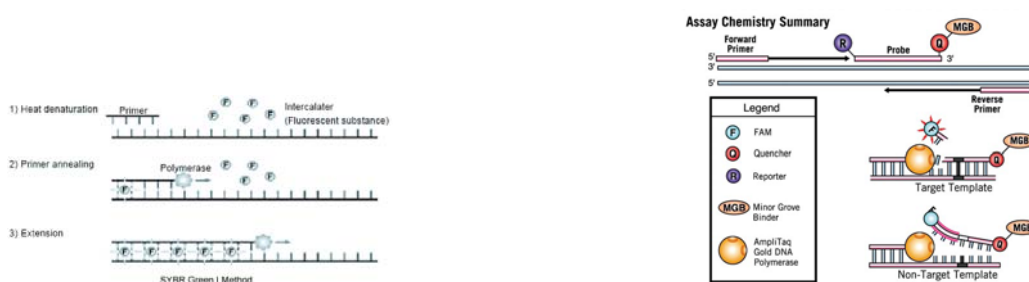 1) Heat denaturation
Primer
F
F
F
F
F
F
Intercalater
(Fluorescent substance)
2) Primer annealing
Polymerase
F
F
F
F
F
3) Extension
F
F
F
F
F
SYBR Green I Method
Assay Chemistry Summary
MGB
Forward
Primer
R
Q
5'
Probe
3'
3'
5'
Reverse
Primer
Legend
F
FAM
Q
Quencher
R
Reporter
MGB
Minor Grove
Binder
AmpliTaq
Gold DNA
Polymerase
F
MGB
Q
Target Template
MGB
Q
Non-Target Template